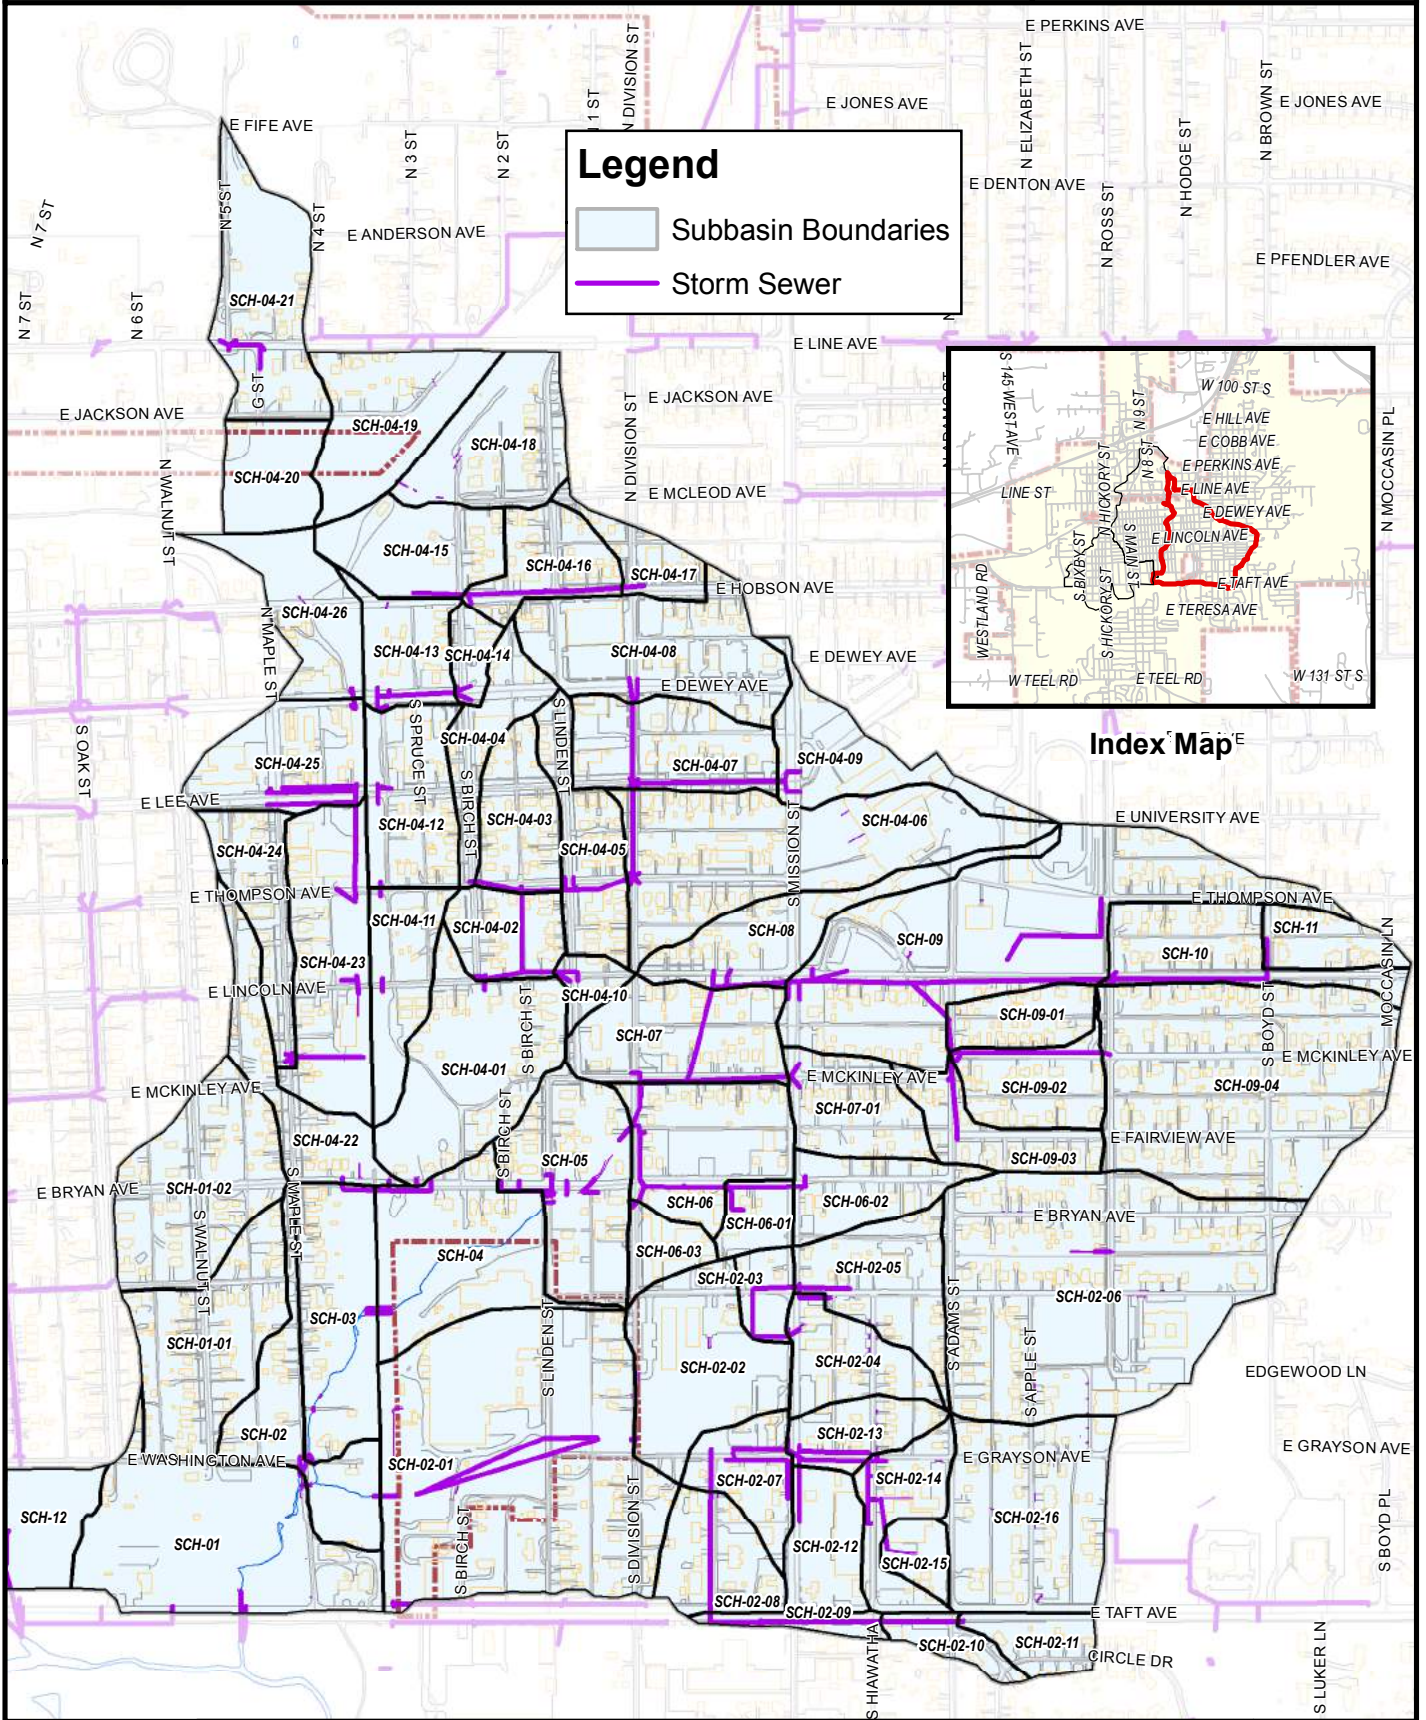 E PERKINS AVE
N DIVISION ST
N ELIZABETH ST
N BROWN ST
E JONES AVE
E JONES AVE
N 1 ST
E FIFE AVE
N 3 ST
N 2 ST
N HODGE ST
Legend
Subbasin Boundaries
Storm Sewer
E DENTON AVE
N 7 ST
N 5 ST
N 4 ST
E ANDERSON AVE
N ROSS ST
E PFENDLER AVE
SCH-04-21
N 7 ST
N 6 ST
E LINE AVE
G ST
E JACKSON AVE
E JACKSON AVE
SCH-04-19
SCH-04-18
N DIVISION ST
SCH-04-20
N WALNUT ST
E MCLEOD AVE
N MOCCASIN PL
S 145 WEST AVE
W 100 ST S
N 9 ST
E HILL AVE
E COBB AVE
N 8 ST
E PERKINS AVE
LINE ST
N HICKORY ST
E LINE AVE
E DEWEY AVE
S MAIN ST
E LINCOLN AVE
S BIXBY ST
WESTLAND RD
S HICKORY ST
E TAFT AVE
E TERESA AVE
W TEEL RD
E TEEL RD
W 131 ST S
Index Map
SCH-04-15
SCH-04-16
SCH-04-17
E HOBSON AVE
SCH-04-26
N MAPLE ST
SCH-04-13
SCH-04-14
SCH-04-08
E DEWEY AVE
E DEWEY AVE
S OAK ST
S SPRUCE ST
SCH-04-04
S LINDEN ST
SCH-04-25
SCH-04-07
SCH-04-09
E LEE AVE
S BIRCH ST
SCH-04-12
SCH-04-03
S MISSION ST
SCH-04-06
E UNIVERSITY AVE
SCH-04-24
SCH-04-05
E THOMPSON AVE
E THOMPSON AVE
SCH-04-11
SCH-04-02
SCH-08
SCH-09
SCH-10
SCH-11
MOCCASIN LN
SCH-04-23
E LINCOLN AVE
SCH-04-10
S BIRCH ST
SCH-07
SCH-09-01
S BOYD ST
SCH-04-01
E MCKINLEY AVE
E MCKINLEY AVE
E MCKINLEY AVE
SCH-09-02
SCH-09-04
SCH-07-01
SCH-04-22
S BIRCH ST
E FAIRVIEW AVE
SCH-05
SCH-09-03
E BRYAN AVE
SCH-01-02
S MAPLE ST
S WALNUT ST
SCH-06
SCH-06-01
SCH-06-02
E BRYAN AVE
SCH-04
SCH-06-03
SCH-02-03
SCH-02-05
SCH-02-06
SCH-03
SCH-01-01
S LINDEN ST
S ADAMS ST
S APPLE ST
SCH-02-02
SCH-02-04
EDGEWOOD LN
SCH-02
SCH-02-13
E WASHINGTON AVE
SCH-02-01
E GRAYSON AVE
E GRAYSON AVE
SCH-02-07
SCH-02-14
SCH-12
SCH-01
S BIRCH ST
S DIVISION ST
SCH-02-12
SCH-02-16
SCH-02-15
S BOYD PL
SCH-02-08
SCH-02-09
E TAFT AVE
S HIAWATHA
SCH-02-10
SCH-02-11
CIRCLE DR
S LUKER LN